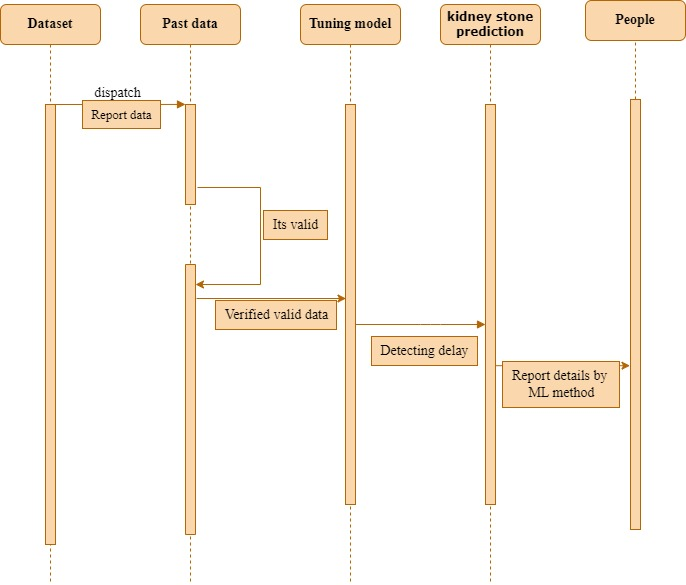 Dataset
Past data
Tuning model
kidney stone
prediction
People
dispatch
Report data
Its valid
Verified valid data
Detecting delay
Report details by
ML method